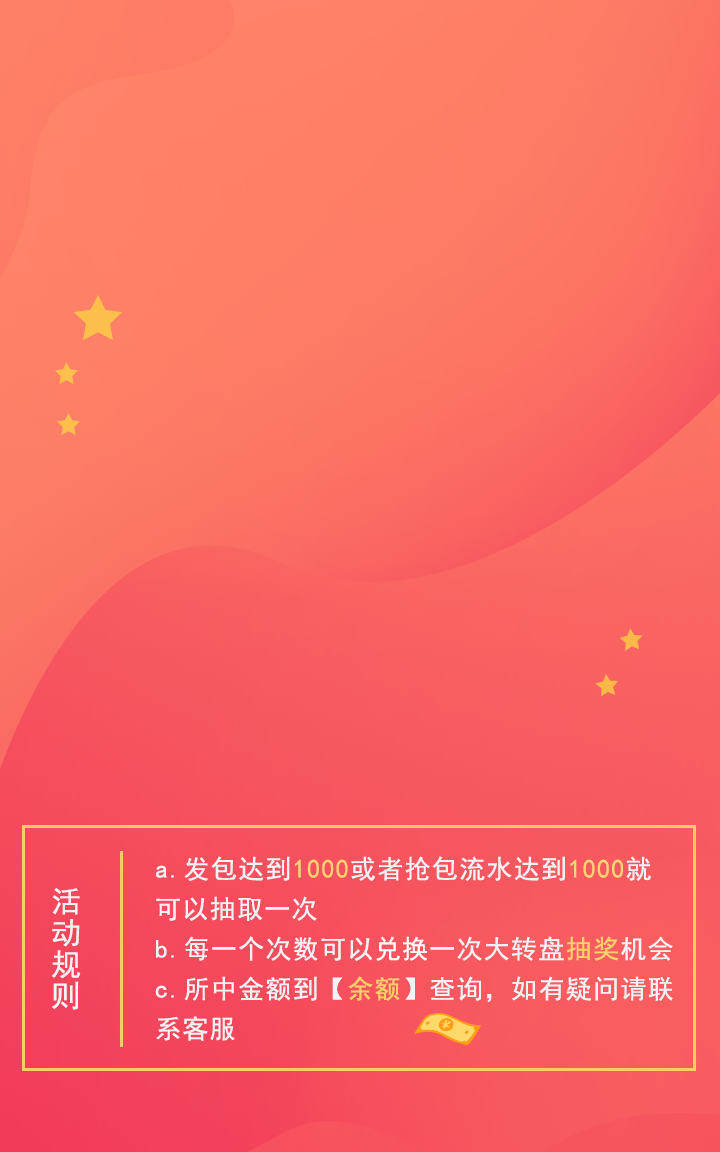 活动规则
a. 发包达到1000或者抢包流水达到1000就
可以抽取一次
b. 每一个次数可以兑换一次大转盘抽奖机会
c. 所中金额到【余额】查询，如有疑问请联
系客服
¥